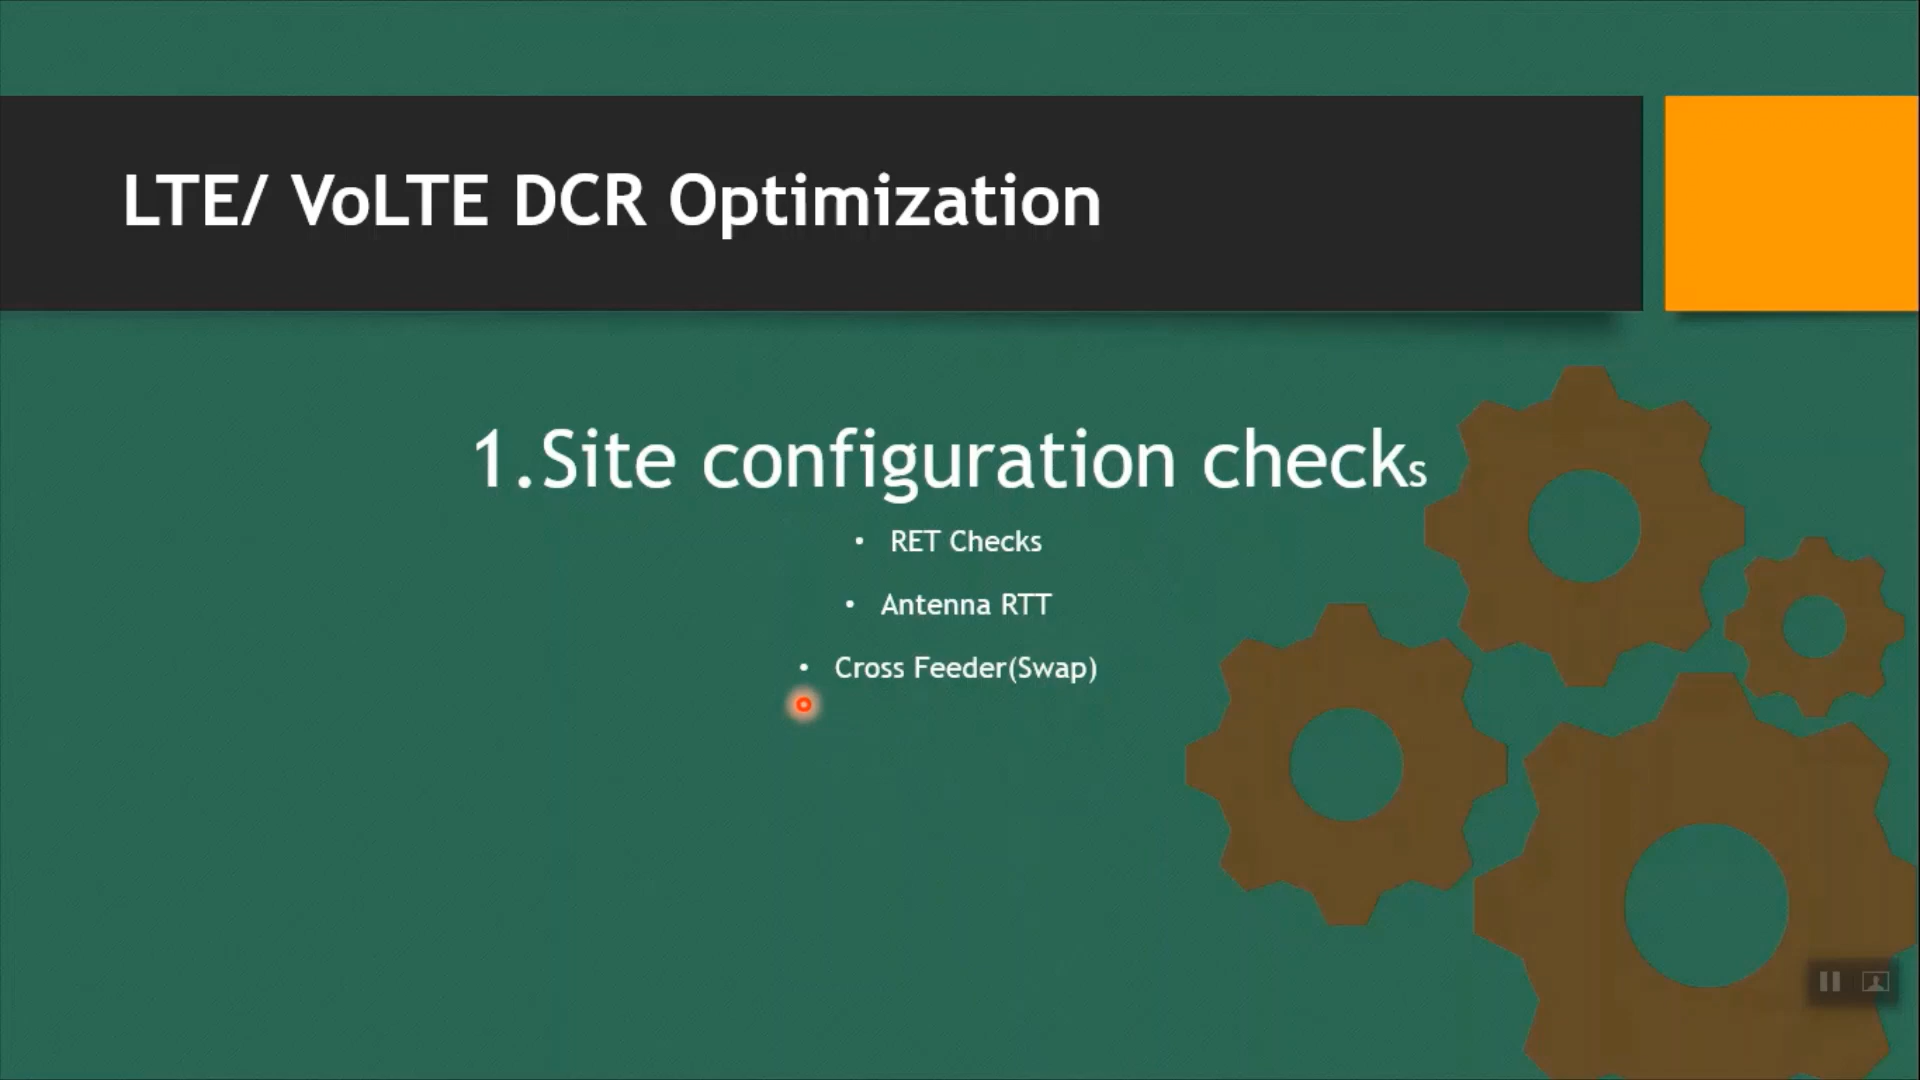 LTE/ VoLTE DCR Optimization
1.Site configuration checks
• RET Checks
• Antenna RTT
• Cross Feeder(Swap)